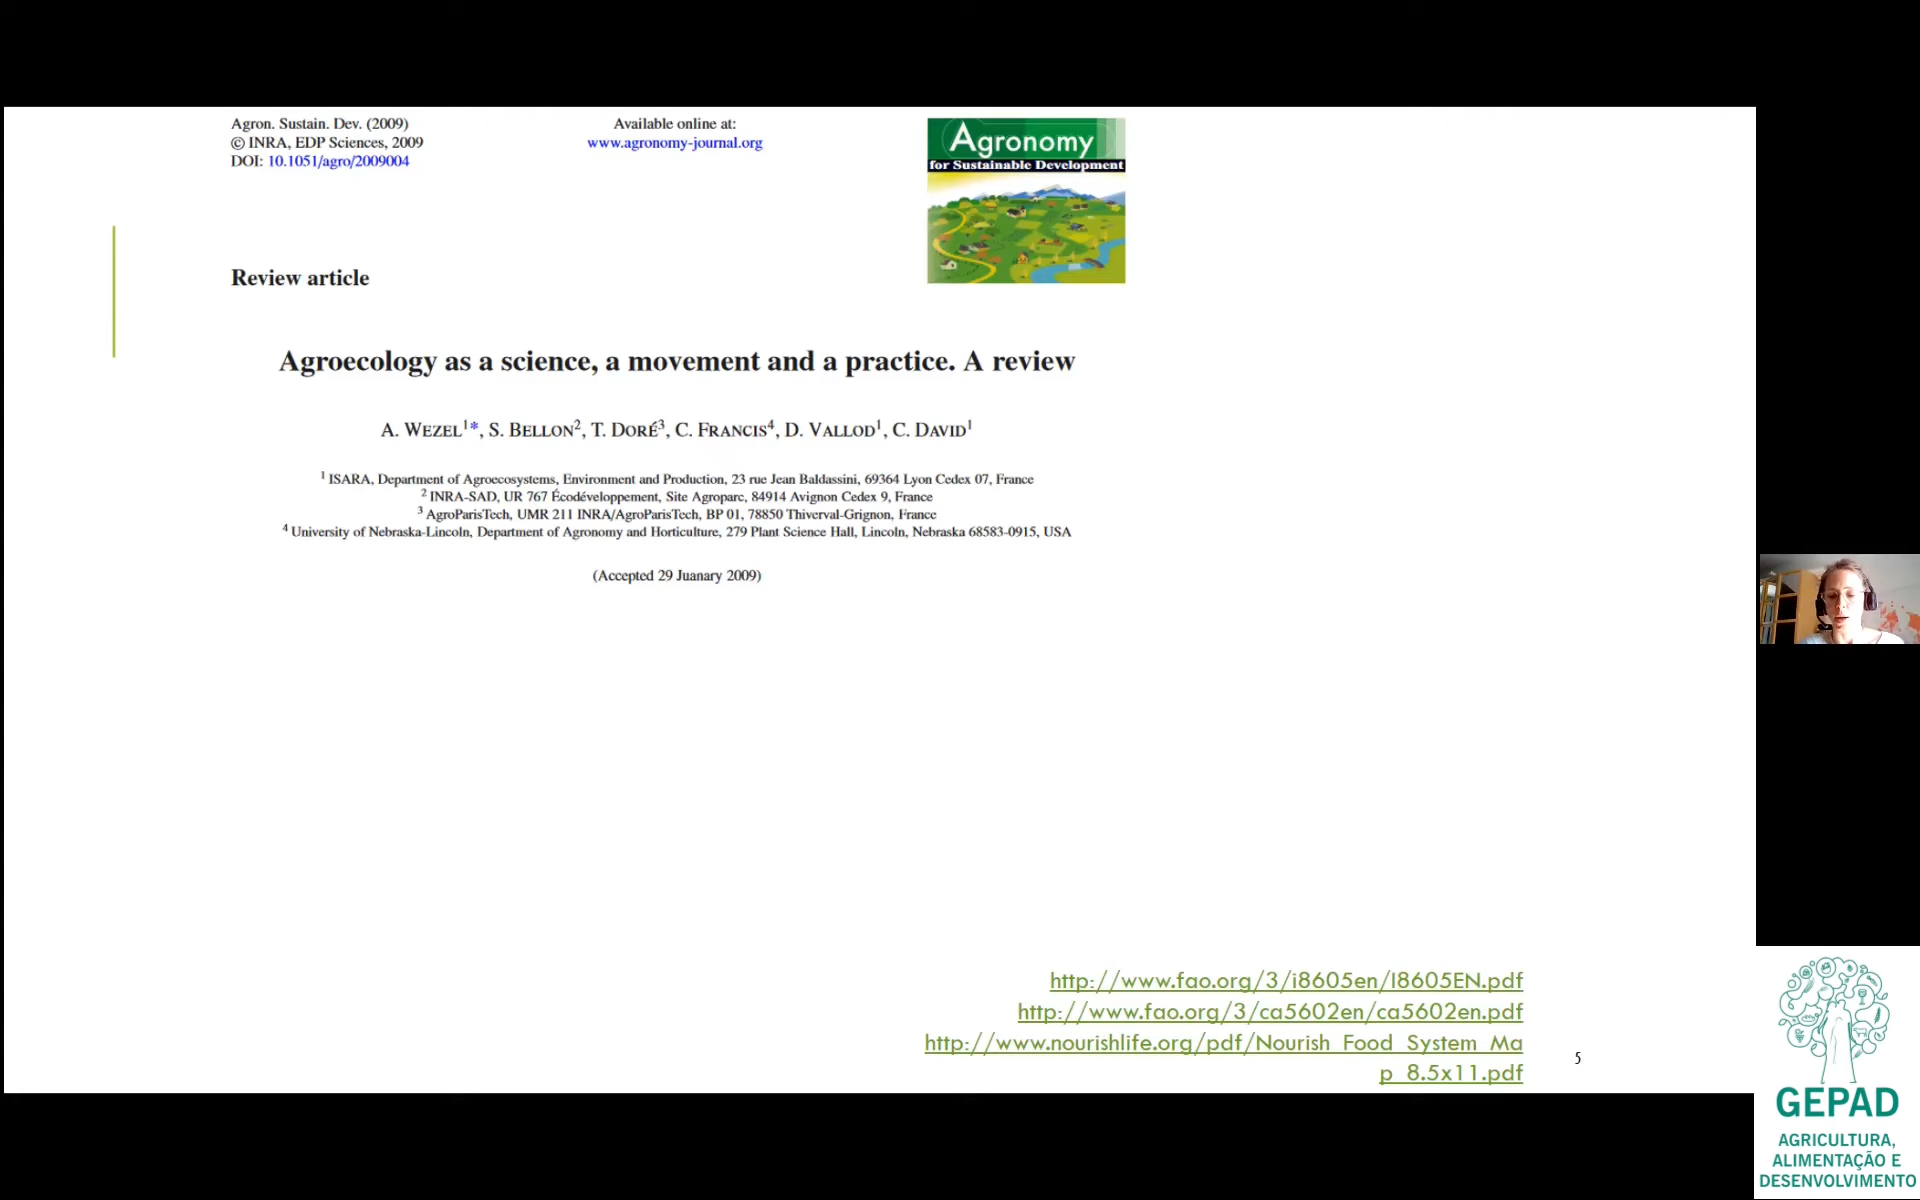 Agron. Sustain. Dev. (2009)
© INRA, EDP Sciences, 2009
DOI: 10.1051/agro/2009004
Available online at:
www.agronomy-journal.org
Agronomy
for Sustainable Development
Review article
Agroecology as a science, a movement and a practice. A review
A. WEZEL1*, S. BELLON2, T. DORÉ3, C. FRANCIS4, D. VALLOD1, C. DAVID1
1 ISARA, Department of Agroecosystems, Environment and Production, 23 rue Jean Baldassini, 69364 Lyon Cedex 07, France
2 INRA-SAD, UR 767 Écodéveloppement, Site Agroparc, 84914 Avignon Cedex 9, France
3 AgroParisTech, UMR 211 INRA/AgroParisTech, BP 01, 78850 Thiverval-Grignon, France
4 University of Nebraska-Lincoln, Department of Agronomy and Horticulture, 279 Plant Science Hall, Lincoln, Nebraska 68583-0915, USA
(Accepted 29 Juanary 2009)
http://www.fao.org/3/i8605en/I8605EN.pdf
http://www.fao.org/3/ca5602en/ca5602en.pdf
http://www.nourishlife.org/pdf/Nourish_Food_System_Ma
p_8.5x11.pdf
5
GEPAD
AGRICULTURA,
ALIMENTAÇÃO E
DESENVOLVIMENTO